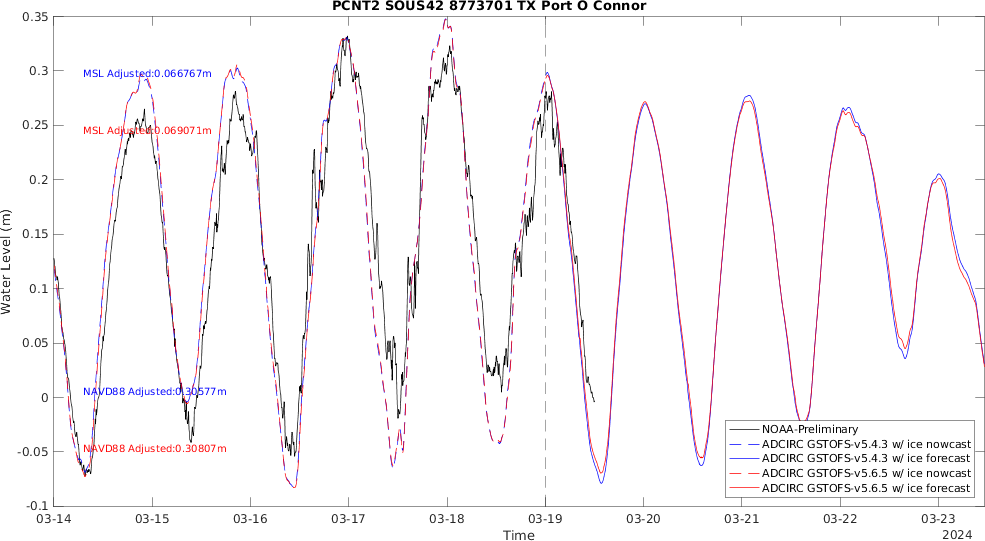 PCNT2 SOUS42 8773701 TX Port O Connor
0.35
0.3
0.25
0.2
0.15
0.1
0.05
0
-0.05
-0.1
Water Level (m)
MSL Adjusted:0.066767m
MSL Adjusted:0.069071m
NAVD88 Adjusted:0.30577m
NAVD88 Adjusted:0.30807m
NOAA-Preliminary
ADCIRC GSTOFS-v5.4.3 w/ ice nowcast
ADCIRC GSTOFS-v5.4.3 w/ ice forecast
ADCIRC GSTOFS-v5.6.5 w/ ice nowcast
ADCIRC GSTOFS-v5.6.5 w/ ice forecast
03-14 03-15 03-16 03-17 03-18 03-19 03-20 03-21 03-22 03-23
Time
2024